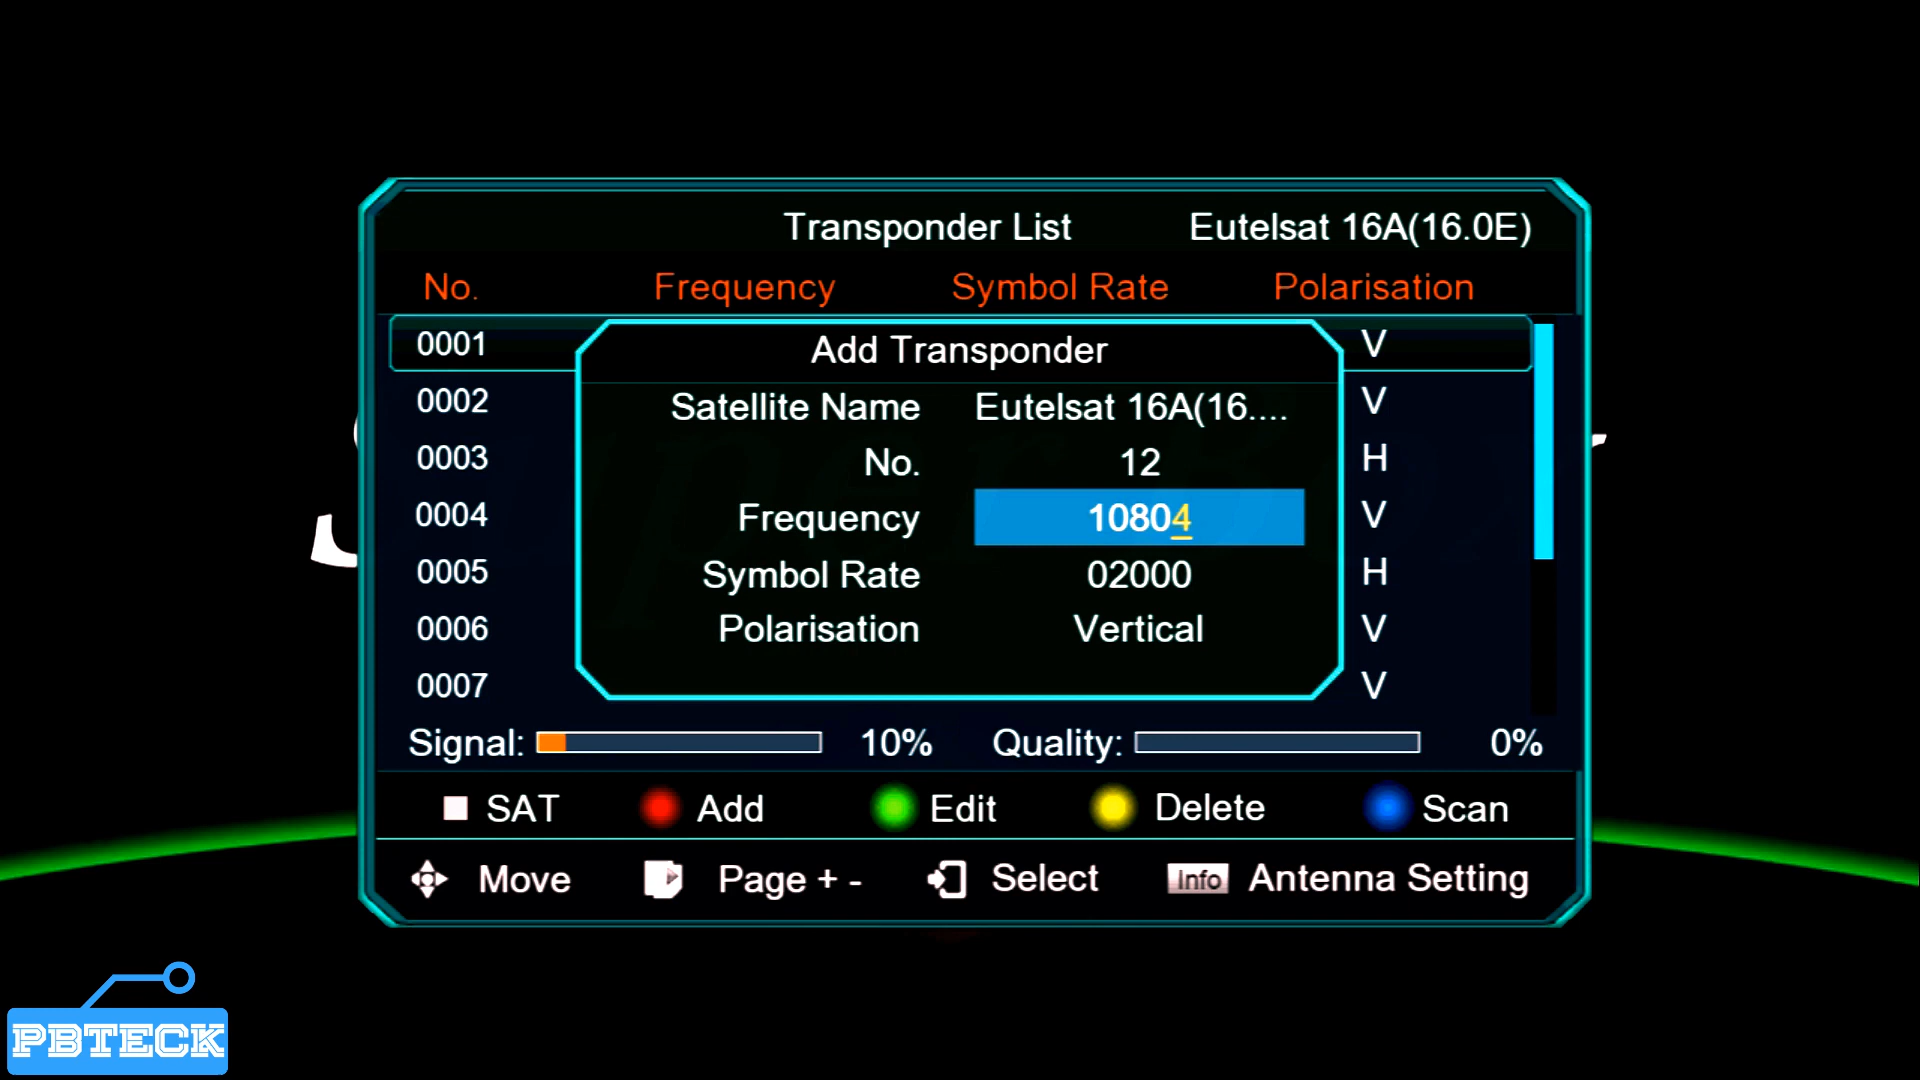 Transponder List Eutelsat 16A(16.0E)
No. Frequency Symbol Rate Polarisation
0001 V
0002 V
0003 H
0004 V
0005 H
0006 V
0007 V
Add Transponder
Satellite Name Eutelsat 16A(16....
No. 12
Frequency 10804
Symbol Rate 02000
Polarisation Vertical
Signal: 10% Quality: 0%
SAT Add Edit Delete Scan
Move Page + - Select Info Antenna Setting
PBTECK